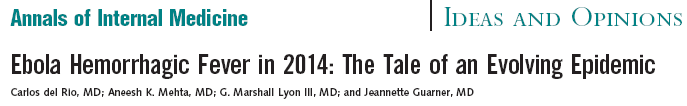 Annals of Internal Medicine
IDEAS AND OPINIONS
Ebola Hemorrhagic Fever in 2014: The Tale of an Evolving Epidemic
Carlos del Rio, MD; Aneesh K. Mehta, MD; G. Marshall Lyon III, MD; and Jeannette Guarner, MD